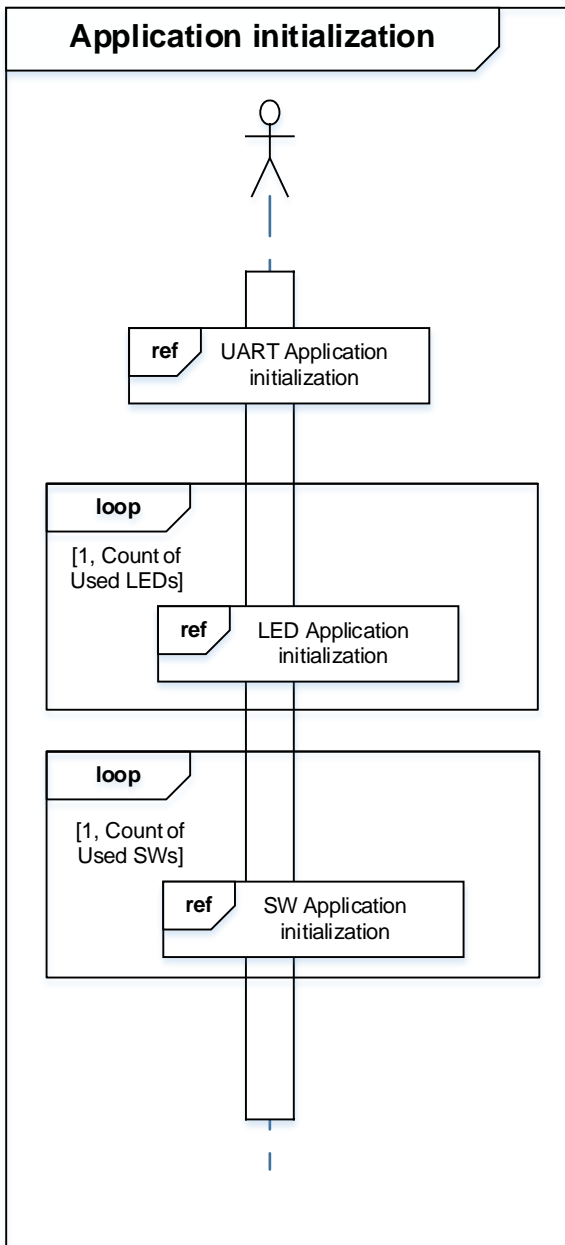 Application initialization
ref
UART Application
initialization
loop
[1, Count of
Used LEDs]
ref
LED Application
initialization
loop
[1, Count of
Used SWs]
ref
SW Application
initialization